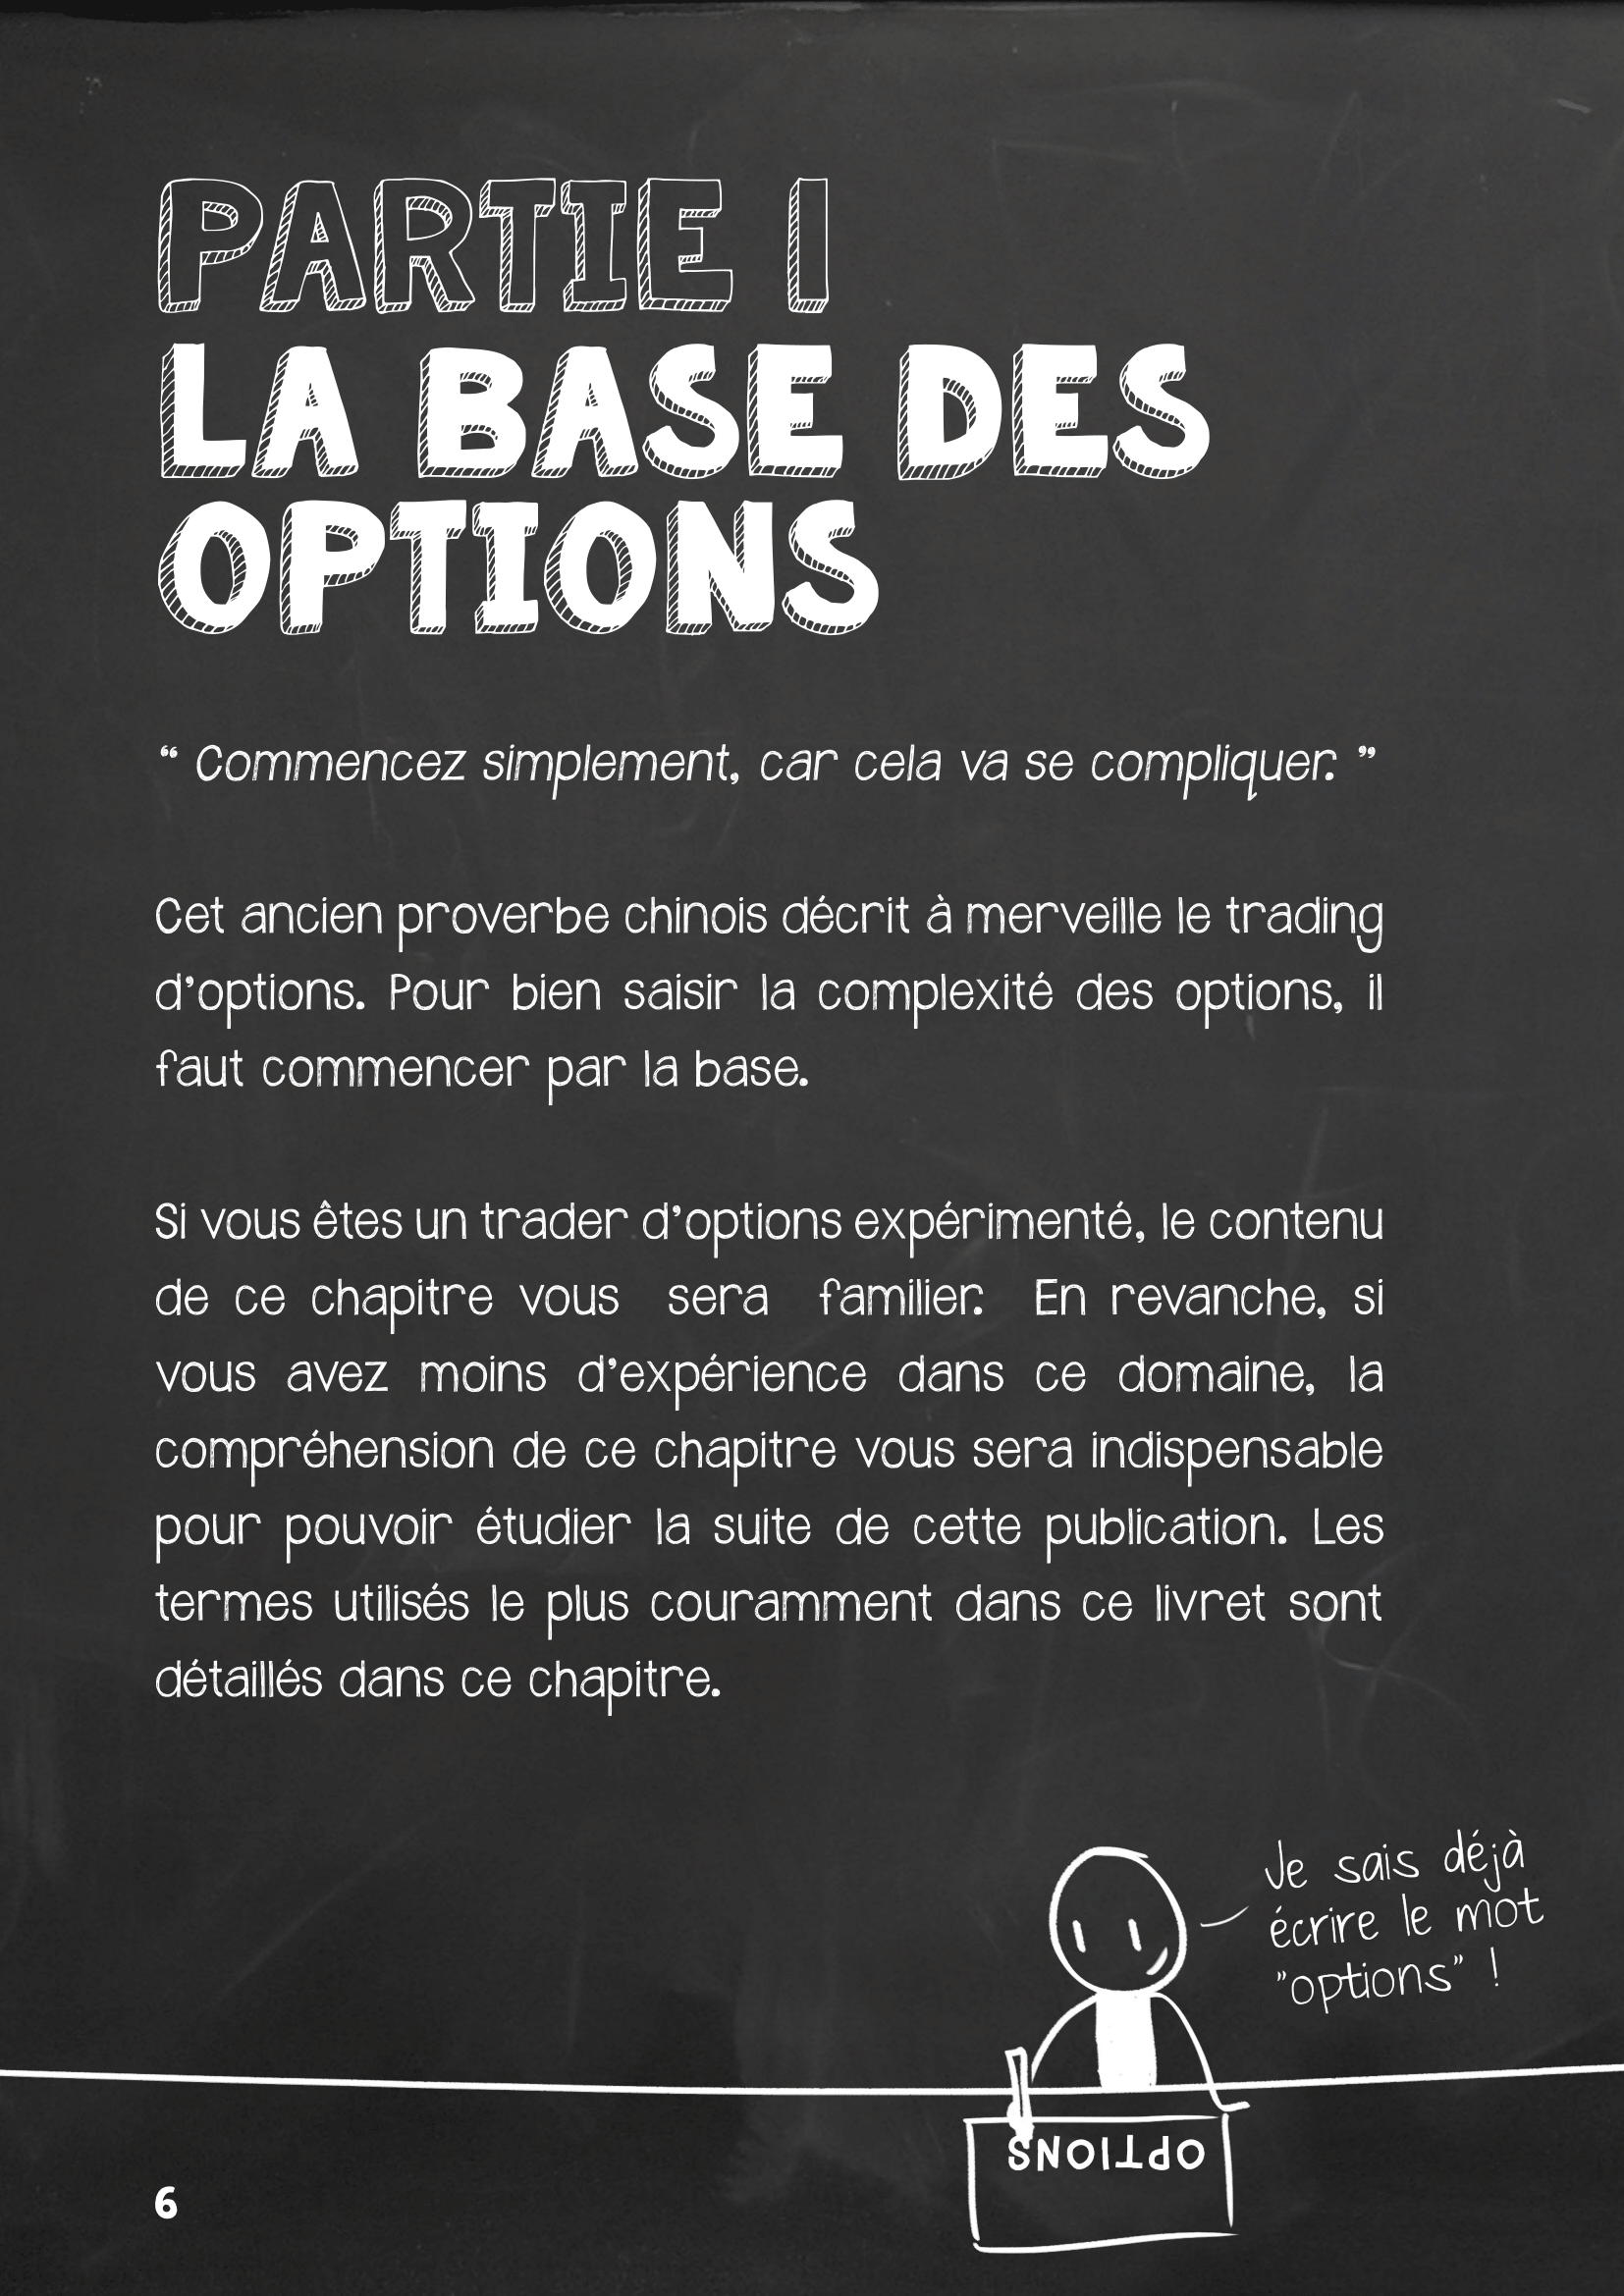 PARTIE I
LA BASE DES
OPTIONS
“ Commencez simplement, car cela va se compliquer. ”
Cet ancien proverbe chinois décrit à merveille le trading
d’options. Pour bien saisir la complexité des options, il
faut commencer par la base.
Si vous êtes un trader d’options expérimenté, le contenu
de ce chapitre vous sera familier. En revanche, si
vous avez moins d’expérience dans ce domaine, la
compréhension de ce chapitre vous sera indispensable
pour pouvoir étudier la suite de cette publication. Les
termes utilisés le plus couramment dans ce livret sont
détaillés dans ce chapitre.
Je sais déjà
écrire le mot
”options” !
OPTIONS
6